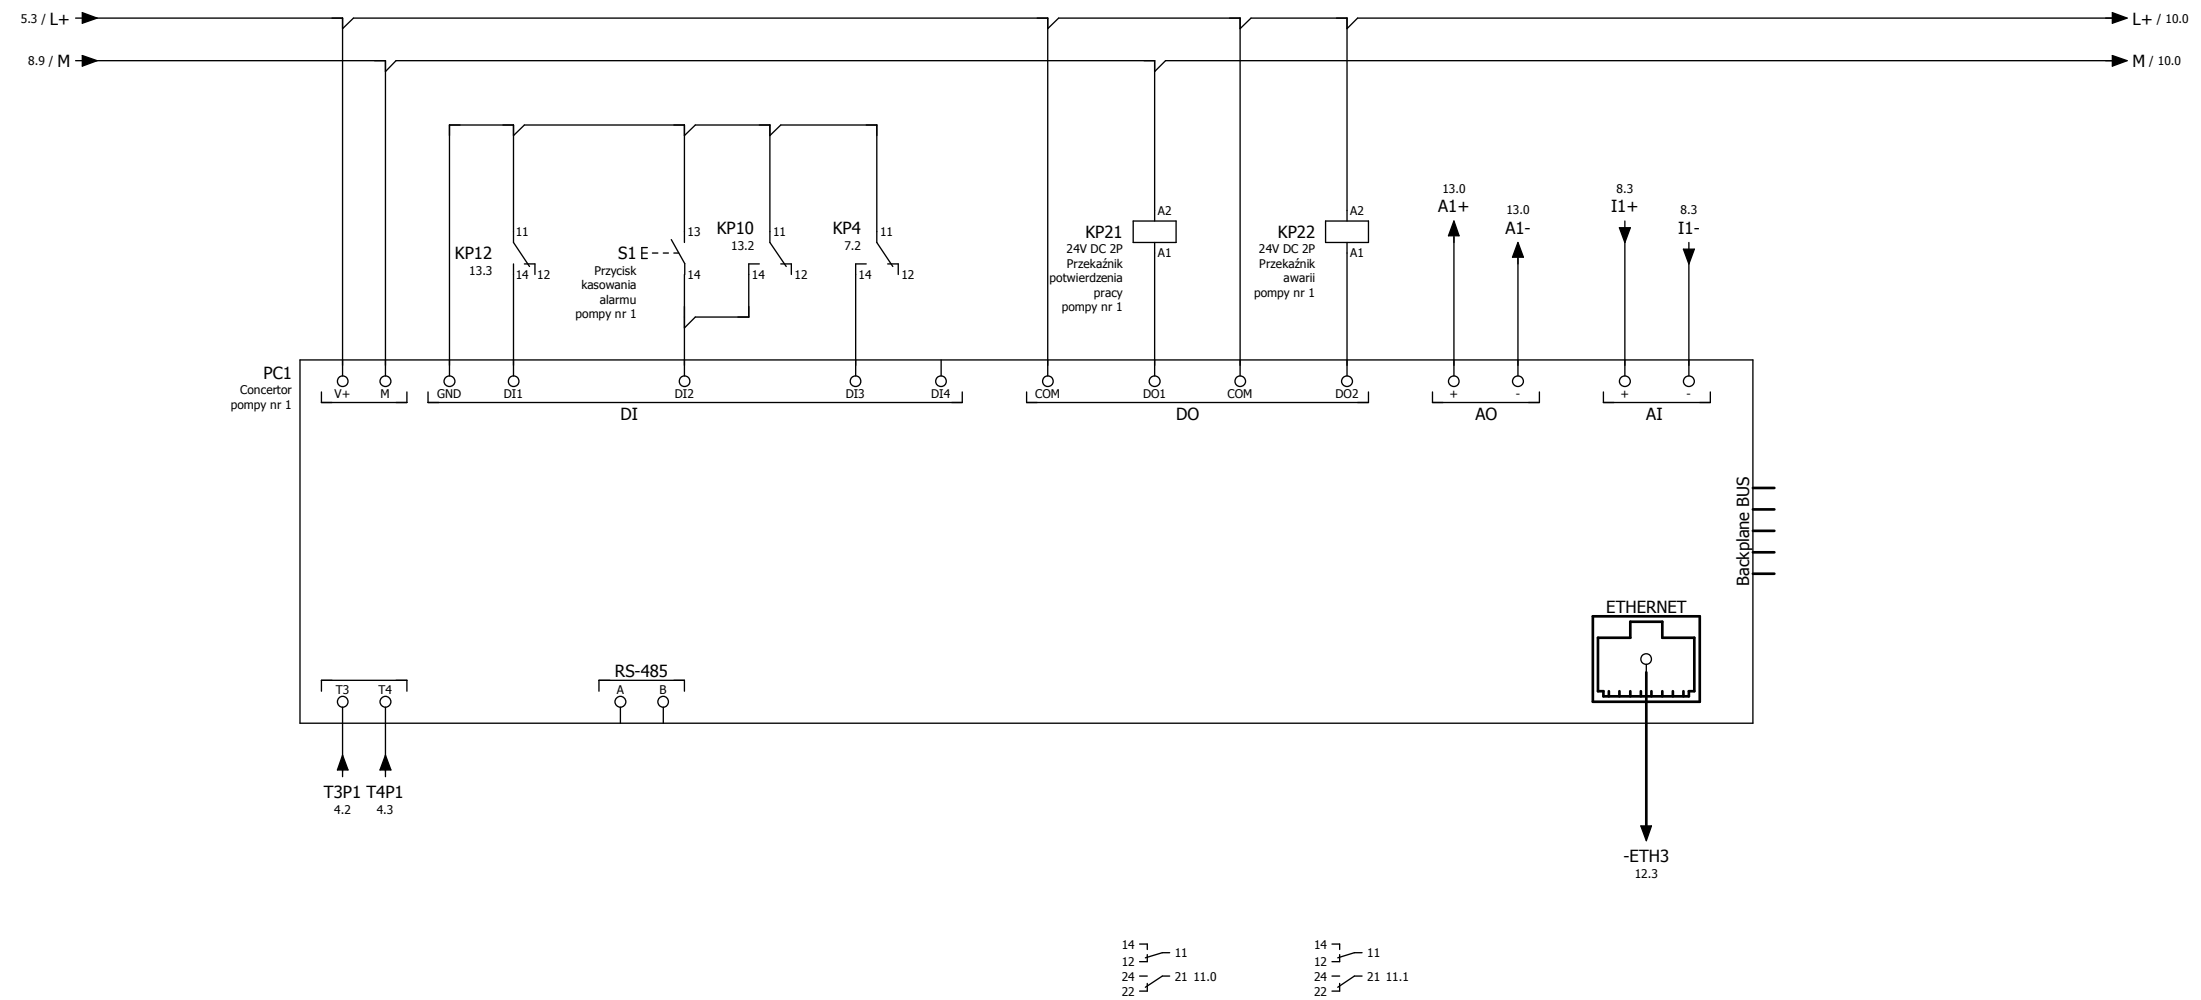 5.3 / L+
L+ / 10.0
8.9 / M
M / 10.0
13.0
A1+
13.0
A1-
8.3
I1+
8.3
I1-
KP12
13.3
11
14
12
S1 E
Przycisk
kasowania
alarmu
pompy nr 1
13
14
KP10
13.2
11
14
12
KP4
7.2
11
14
12
KP21
24V DC 2P
Przekaźnik
potwierdzenia
pracy
pompy nr 1
A2
A1
KP22
24V DC 2P
Przekaźnik
awarii
pompy nr 1
A2
A1
PC1
Concertor
pompy nr 1
V+ M GND DI1 DI2 DI3 DI4 COM DO1 COM DO2 + - + -
DI DO AO AI
Backplane BUS
ETHERNET
RS-485
T3 T4 A B
T3P1 T4P1
4.2 4.3
-ETH3
12.3
14 11
12
24 21 11.0
22
14 11
12
24 21 11.1
22